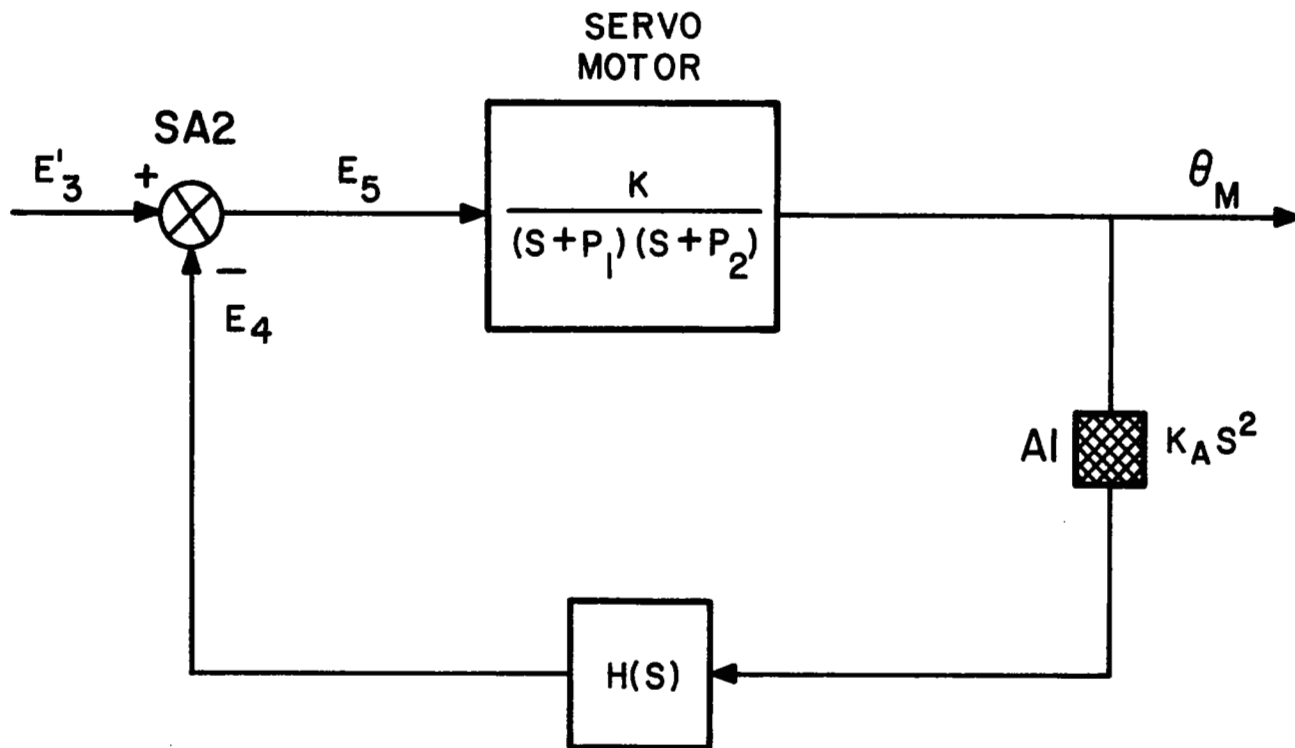 SERVO
MOTOR
SA2
E'3
+
E5
K
(S+P1)(S+P2)
θM
−
E4
A1
KAS²
H(S)